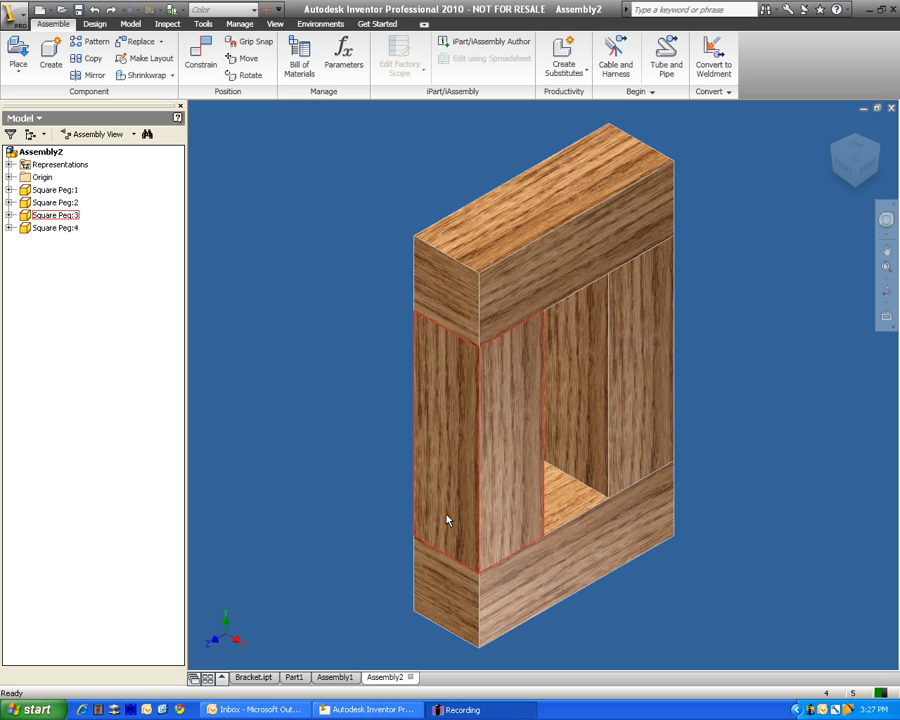 Color
Autodesk Inventor Professional 2010 - NOT FOR RESALE Assembly2
Type a keyword or phrase
PRO
Assemble Design Model Inspect Tools Manage View Environments Get Started
Place
Create
Pattern
Copy
Mirror
Replace
Make Layout
Shrinkwrap
Constrain
Grip Snap
Move
Rotate
Bill of Materials
Parameters
Edit Factory Scope
iPart/iAssembly Author
Edit using Spreadsheet
Create Substitutes
Cable and Harness
Tube and Pipe
Convert to Weldment
Component Position Manage iPart/iAssembly Productivity Begin Convert
Model
Assembly View
Assembly2
Representations
Origin
Square Peg:1
Square Peg:2
Square Peg:3
Square Peg:4
Y
Z
X
Bracket.ipt Part1 Assembly1 Assembly2
Ready 4 5
start Inbox - Microsoft Out... Autodesk Inventor Pr... Recording 3:27 PM